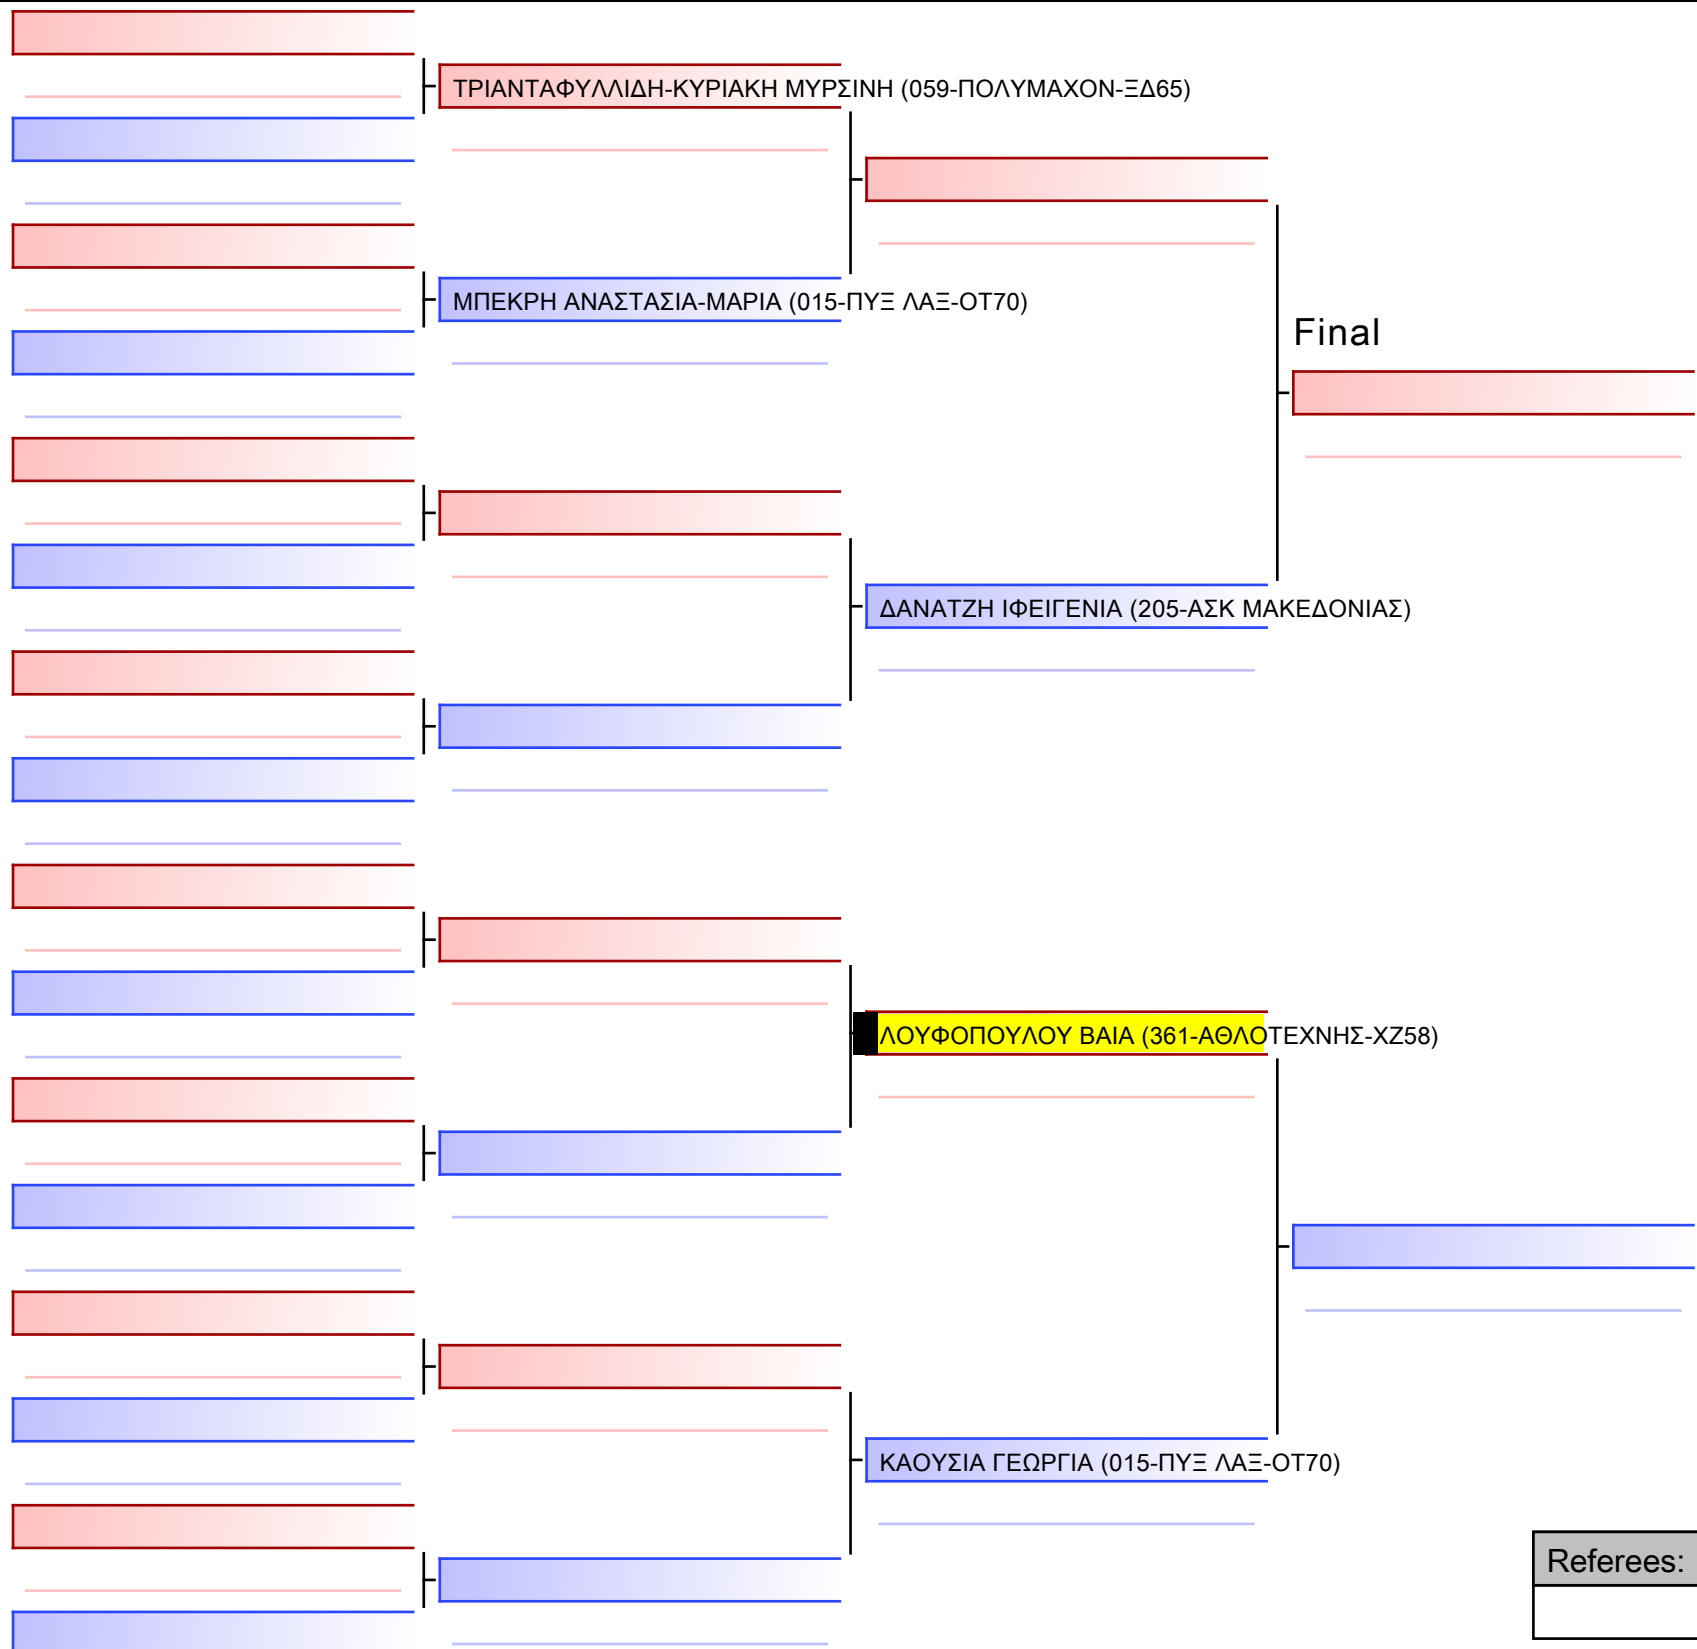 ΤΡΙΑΝΤΑΦΥΛΛΙΔΗ-ΚΥΡΙΑΚΗ ΜΥΡΣΙΝΗ (059-ΠΟΛΥΜΑΧΟΝ-ΞΔ65)
ΜΠΕΚΡΗ ΑΝΑΣΤΑΣΙΑ-ΜΑΡΙΑ (015-ΠΥΞ ΛΑΞ-ΟΤ70)
Final
ΔΑΝΑΤΖΗ ΙΦΕΙΓΕΝΙΑ (205-ΑΣΚ ΜΑΚΕΔΟΝΙΑΣ)
ΛΟΥΦΟΠΟΥΛΟΥ ΒΑΙΑ (361-ΑΘΛΟΤΕΧΝΗΣ-ΧΖ58)
ΚΑΟΥΣΙΑ ΓΕΩΡΓΙΑ (015-ΠΥΞ ΛΑΞ-ΟΤ70)
Referees: